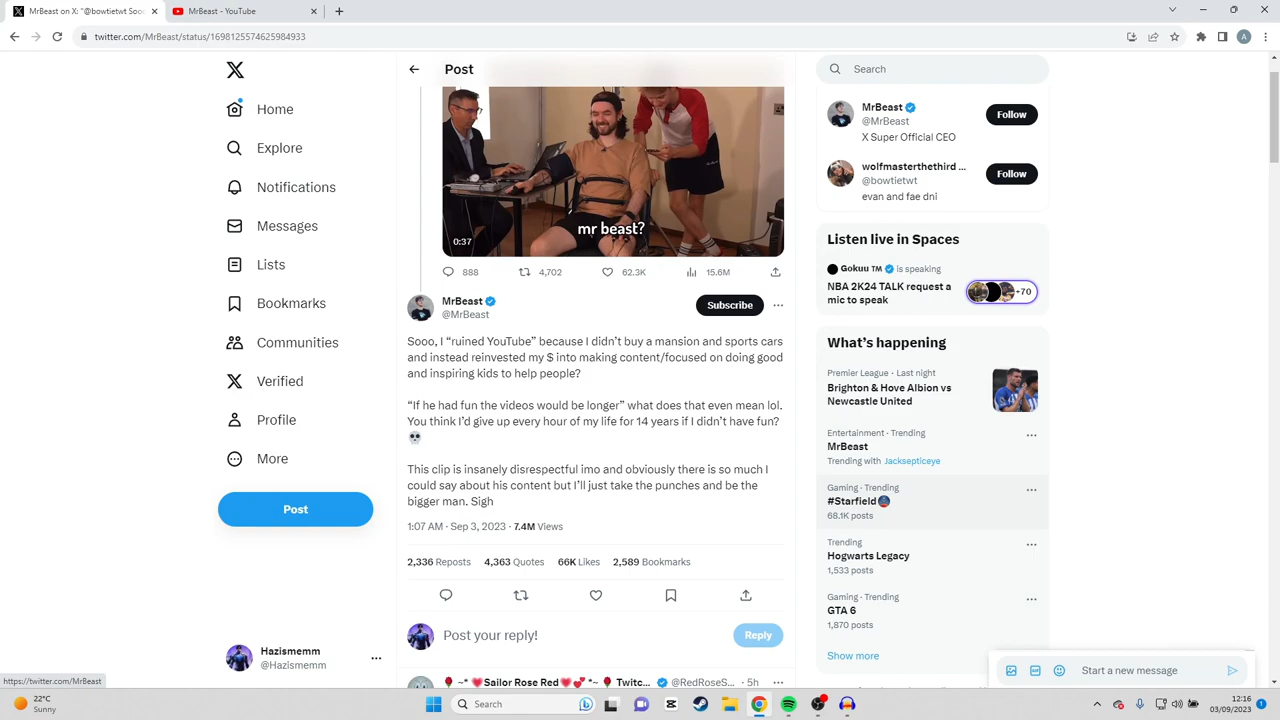 MrBeast on X: "@bowtietwt Sooo
MrBeast - YouTube
twitter.com/MrBeast/status/1698125574625984933
A
Home
Explore
Notifications
Messages
Lists
Bookmarks
Communities
Verified
Profile
More
Post
Hazismemm
@Hazismemm
Post
mr beast?
0:37
888
4,702
62.3K
15.6M
MrBeast
@MrBeast
Subscribe
Sooo, I “ruined YouTube” because I didn’t buy a mansion and sports cars
and instead reinvested my $ into making content/focused on doing good
and inspiring kids to help people?
“If he had fun the videos would be longer” what does that even mean lol.
You think I’d give up every hour of my life for 14 years if I didn’t have fun?
💀
This clip is insanely disrespectful imo and obviously there is so much I
could say about his content but I’ll just take the punches and be the
bigger man. Sigh
1:07 AM · Sep 3, 2023 · 7.4M Views
2,336 Reposts 4,363 Quotes 66K Likes 2,589 Bookmarks
Post your reply!
Reply
🌹 ~* 💗Sailor Rose Red💗💕 *~ 🌹 Twitc... @RedRoseS... · 5h
Search
MrBeast
@MrBeast
X Super Official CEO
Follow
wolfmasterthethird ...
@bowtietwt
evan and fae dni
Follow
Listen live in Spaces
Gokuu ™ is speaking
NBA 2K24 TALK request a
mic to speak
+70
What’s happening
Premier League · Last night
Brighton & Hove Albion vs
Newcastle United
Entertainment · Trending
MrBeast
Trending with Jacksepticeye
Gaming · Trending
#Starfield
68.1K posts
Trending
Hogwarts Legacy
1,533 posts
Gaming · Trending
GTA 6
1,870 posts
Show more
Start a new message
https://twitter.com/MrBeast
22°C
Sunny
Search
12:16
03/09/2023